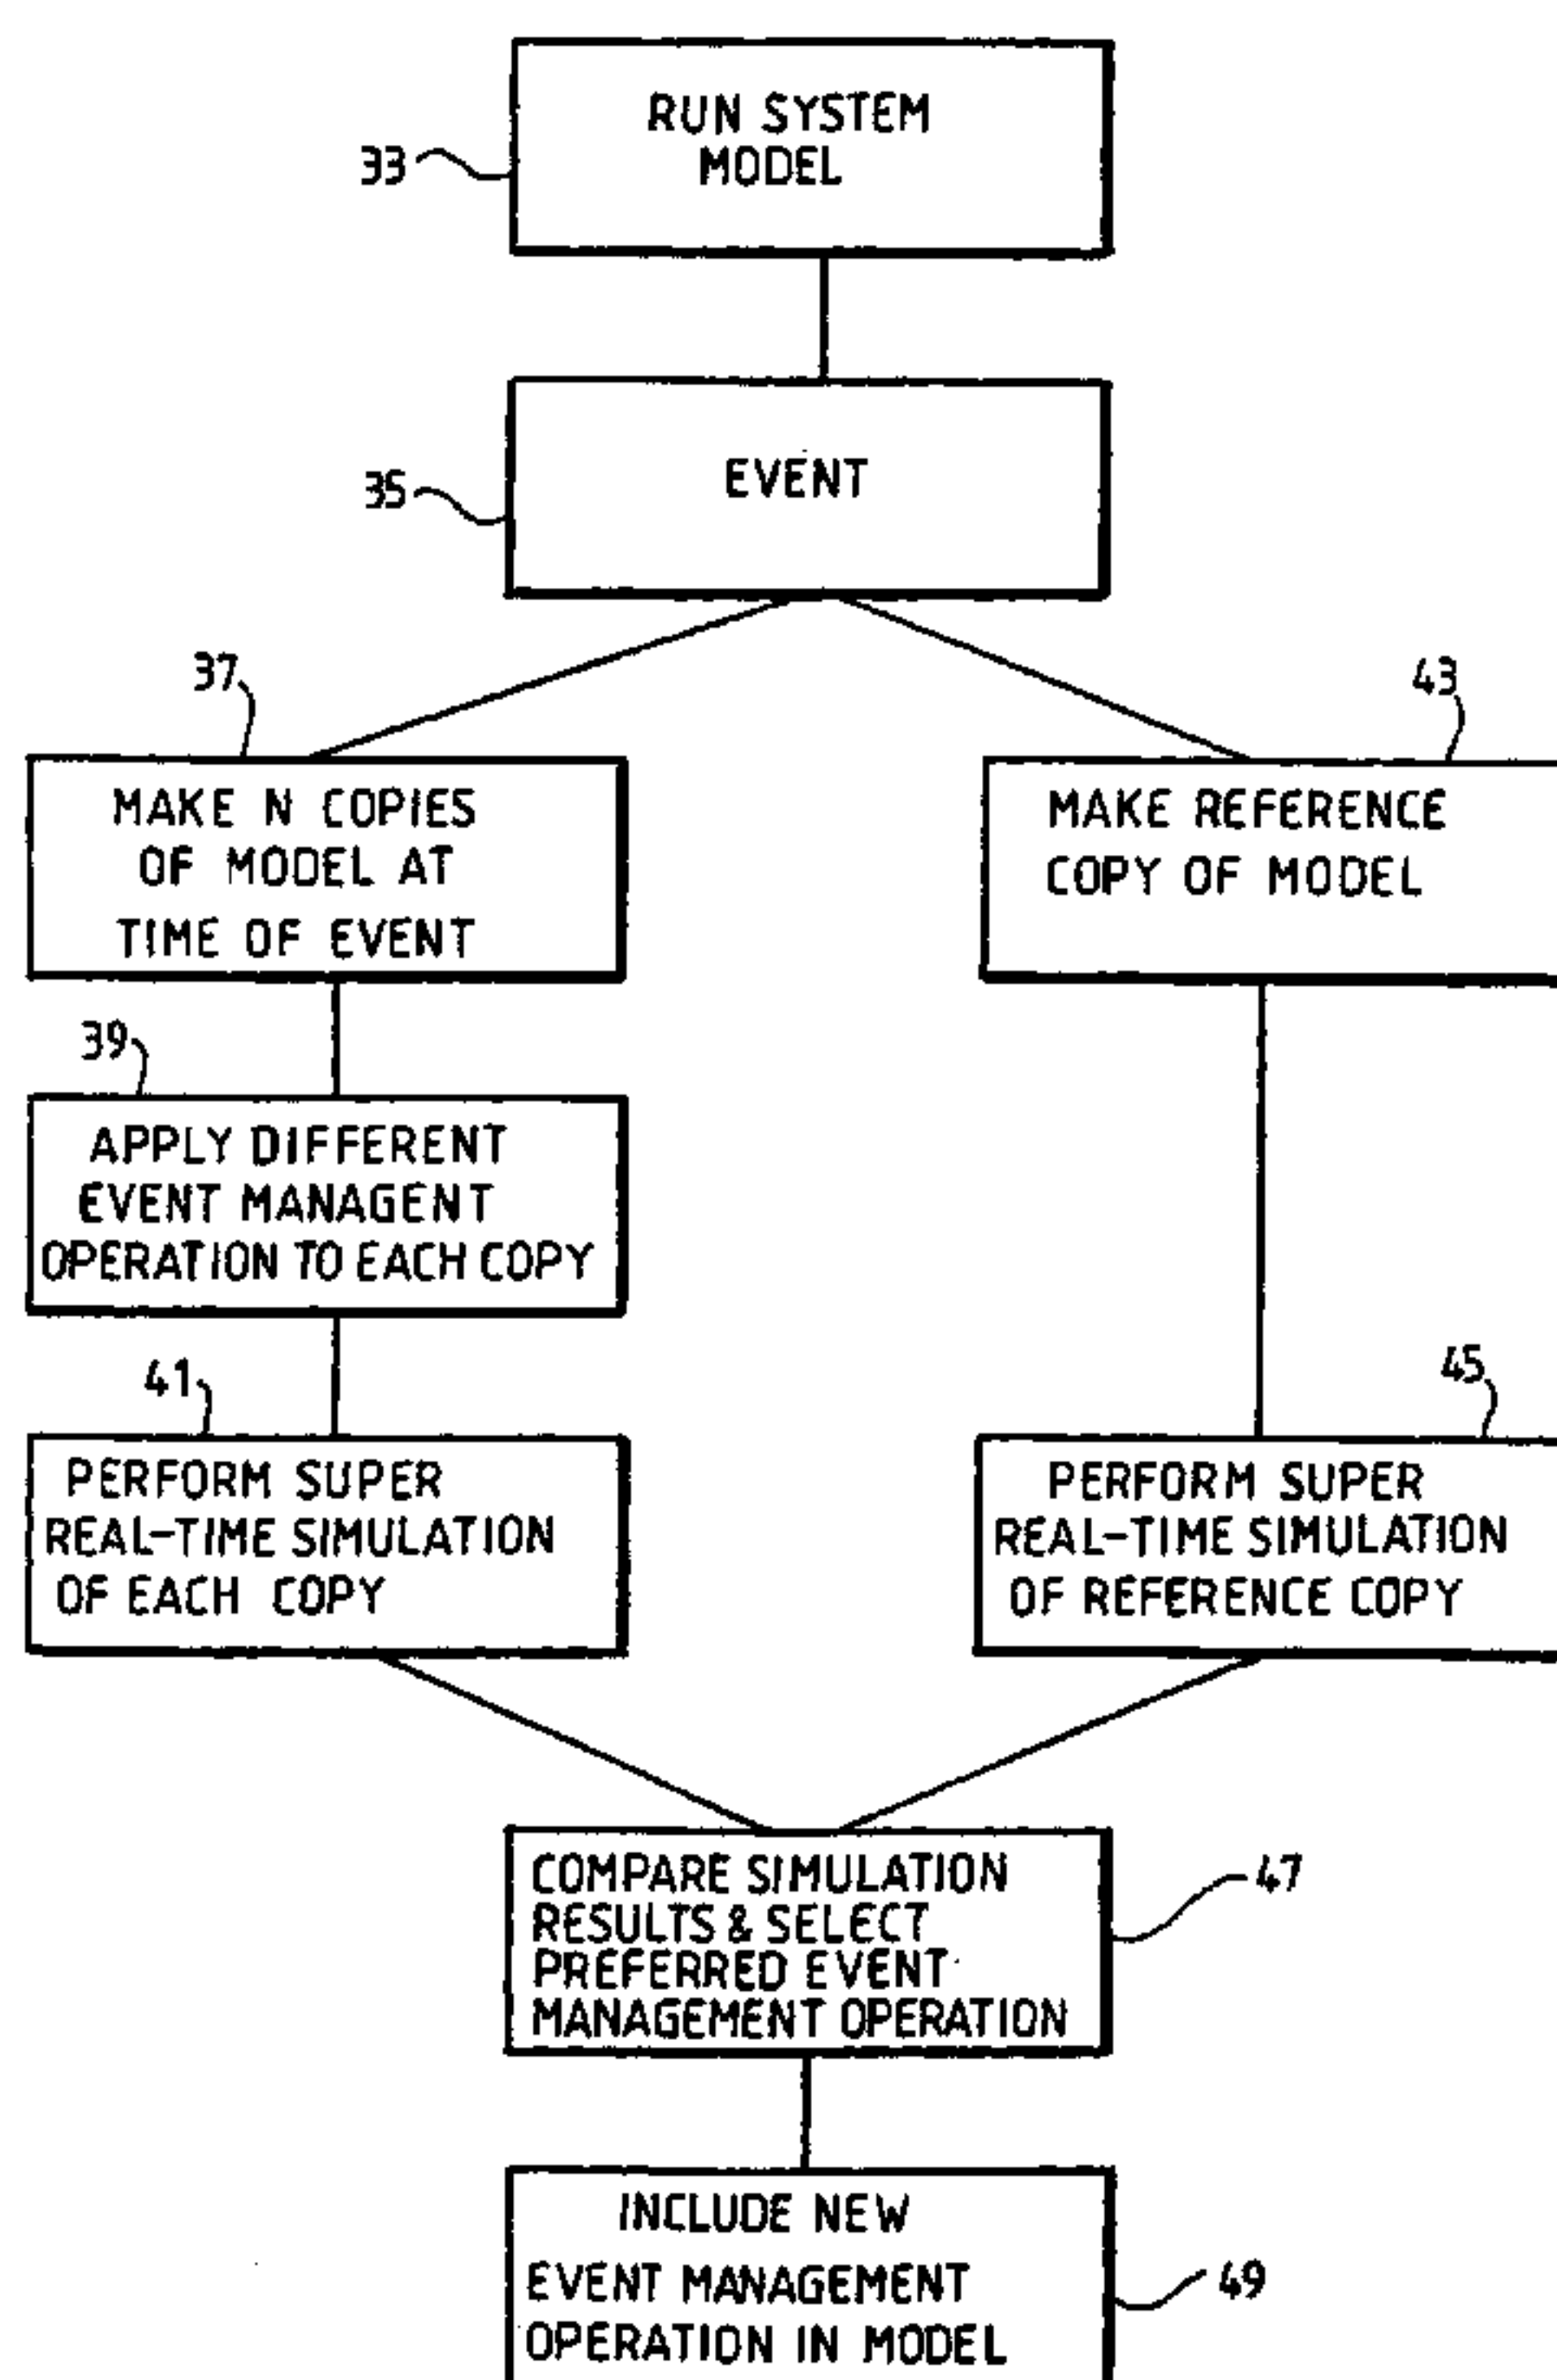 RUN SYSTEM
MODEL
33
EVENT
35
37
MAKE N COPIES
OF MODEL AT
TIME OF EVENT
43
MAKE REFERENCE
COPY OF MODEL
39
APPLY DIFFERENT
EVENT MANAGENT
OPERATION TO EACH COPY
41
PERFORM SUPER
REAL-TIME SIMULATION
OF EACH COPY
45
PERFORM SUPER
REAL-TIME SIMULATION
OF REFERENCE COPY
COMPARE SIMULATION
RESULTS & SELECT
PREFERRED EVENT
MANAGEMENT OPERATION
47
INCLUDE NEW
EVENT MANAGEMENT
OPERATION IN MODEL
49